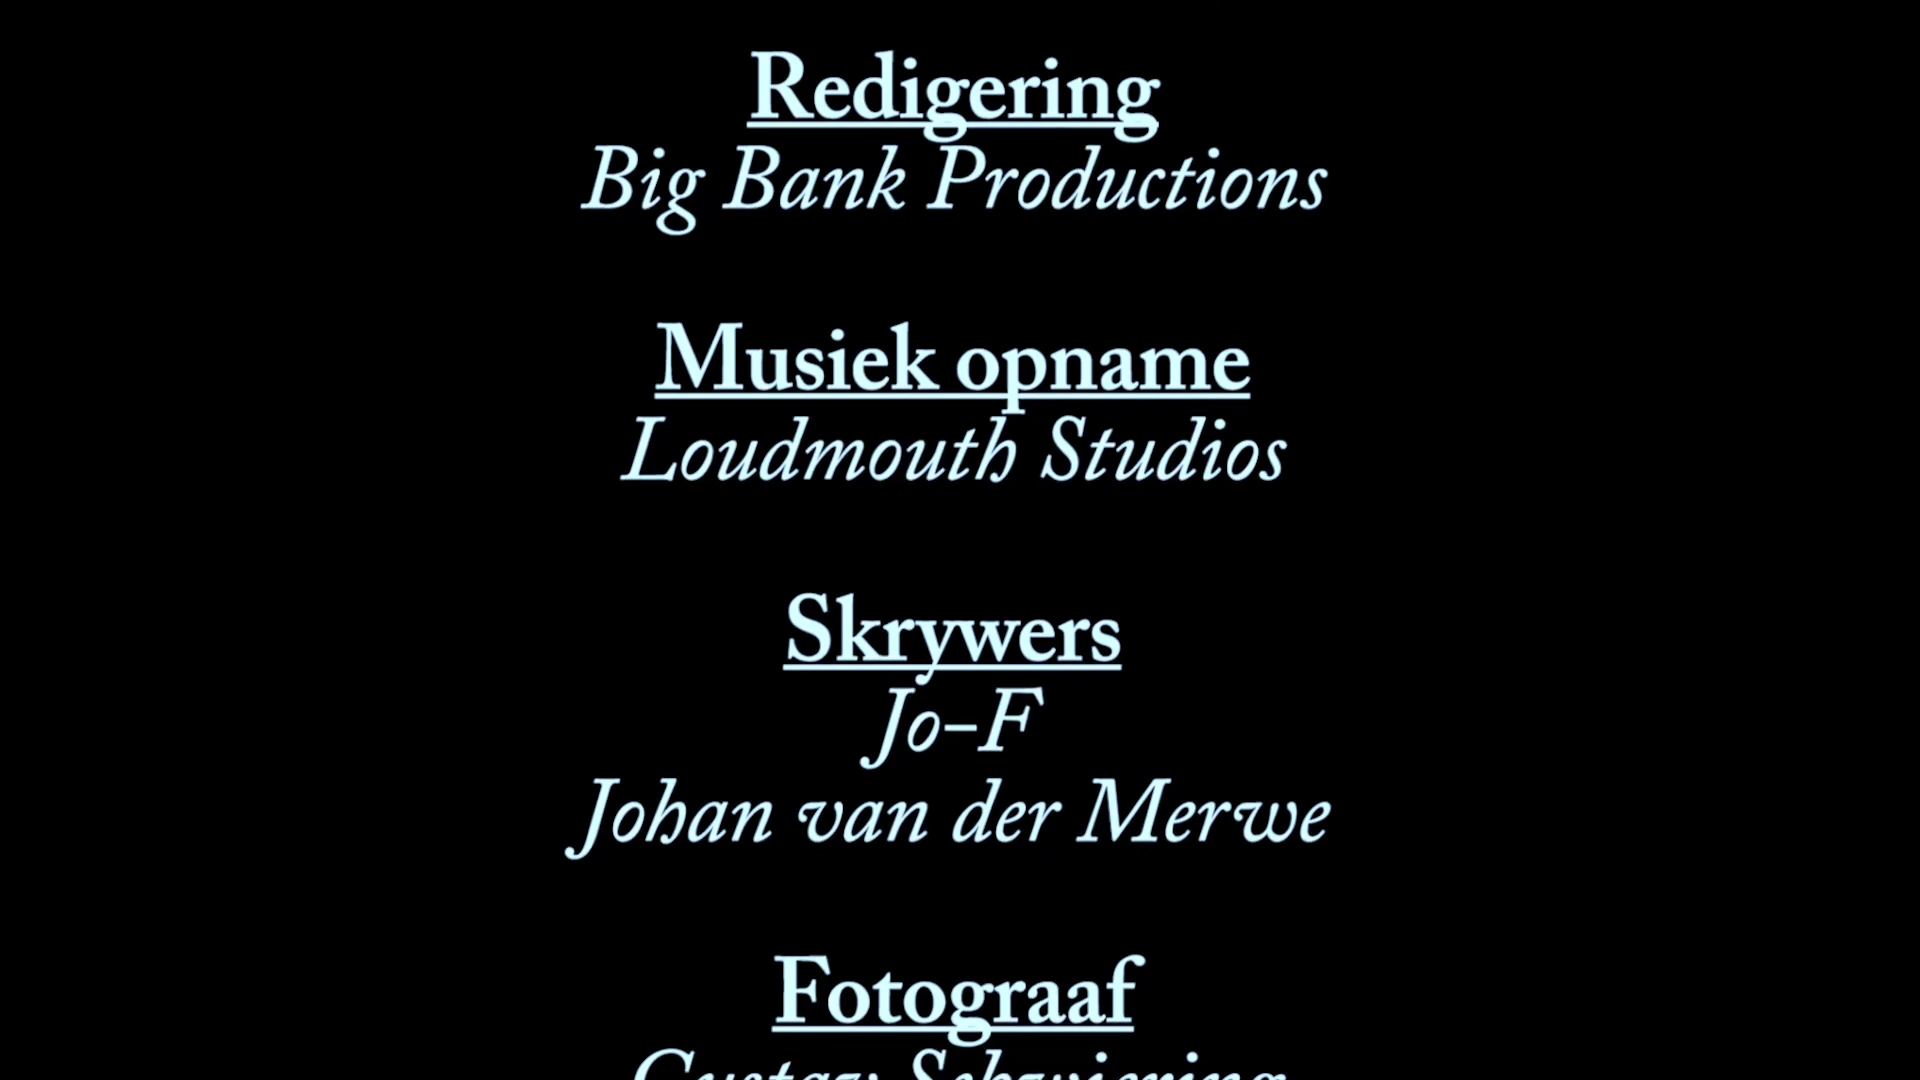 Redigering
Big Bank Productions
Musiek opname
Loudmouth Studios
Skrywers
Jo-F
Johan van der Merwe
Fotograaf